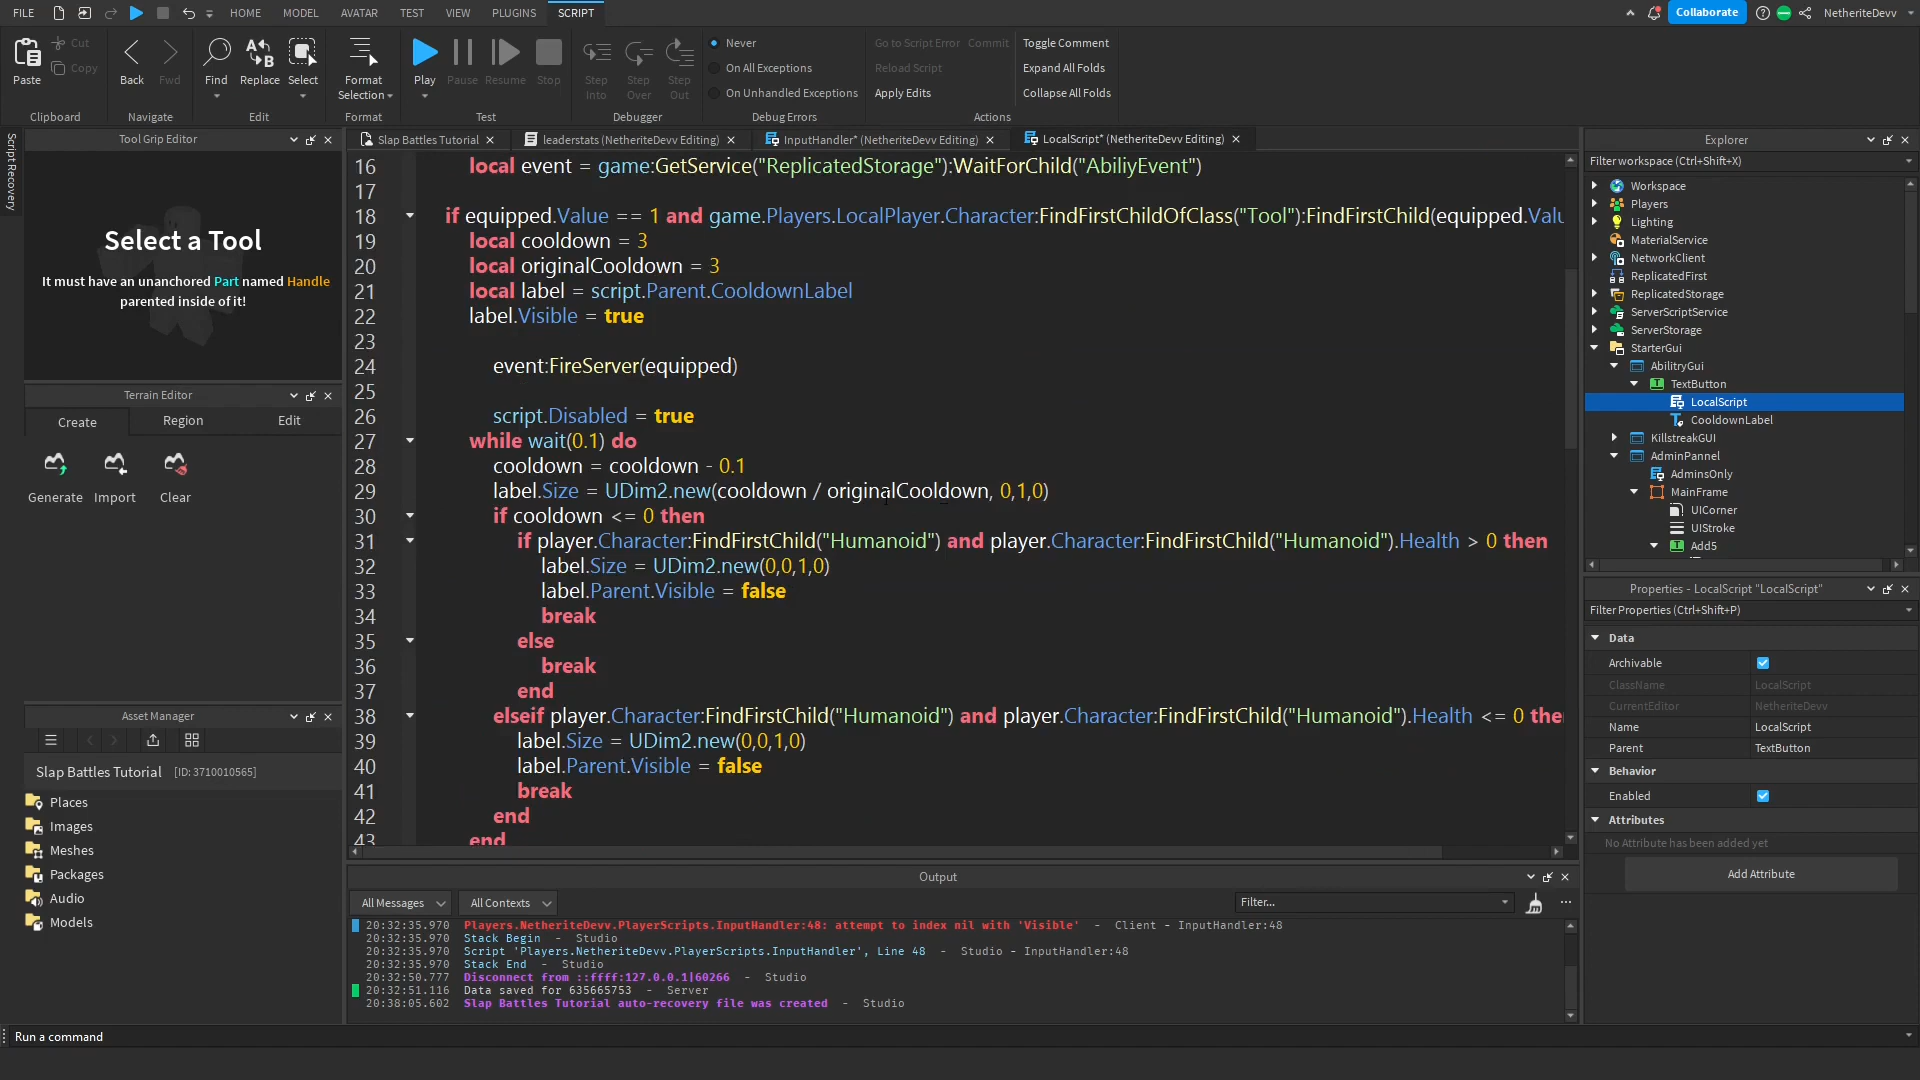 FILE HOME MODEL AVATAR TEST VIEW PLUGINS SCRIPT Collaborate NetheriteDevv
Paste Cut Copy Back Fwd Find Replace Select Format Selection Play Pause Resume Stop Step Into Step Over Step Out
Never
On All Exceptions
On Unhandled Exceptions
Go to Script Error Commit
Reload Script
Apply Edits
Toggle Comment
Expand All Folds
Collapse All Folds
Clipboard Navigate Edit Format Test Debugger Debug Errors Actions
Script Recovery
Tool Grip Editor
Select a Tool
It must have an unanchored Part named Handle
parented inside of it!
Terrain Editor
Create Region Edit
Generate Import Clear
Asset Manager
Slap Battles Tutorial [ID: 3710010565]
Places
Images
Meshes
Packages
Audio
Models
Slap Battles Tutorial leaderstats (NetheriteDevv Editing) InputHandler* (NetheriteDevv Editing) LocalScript* (NetheriteDevv Editing)
16 local event = game:GetService("ReplicatedStorage"):WaitForChild("AbiliyEvent")
17
18 if equipped.Value == 1 and game.Players.LocalPlayer.Character:FindFirstChildOfClass("Tool"):FindFirstChild(equipped.Valu
19 local cooldown = 3
20 local originalCooldown = 3
21 local label = script.Parent.CooldownLabel
22 label.Visible = true
23
24 event:FireServer(equipped)
25
26 script.Disabled = true
27 while wait(0.1) do
28 cooldown = cooldown - 0.1
29 label.Size = UDim2.new(cooldown / originalCooldown, 0,1,0)
30 if cooldown <= 0 then
31 if player.Character:FindFirstChild("Humanoid") and player.Character:FindFirstChild("Humanoid").Health > 0 then
32 label.Size = UDim2.new(0,0,1,0)
33 label.Parent.Visible = false
34 break
35 else
36 break
37 end
38 elseif player.Character:FindFirstChild("Humanoid") and player.Character:FindFirstChild("Humanoid").Health <= 0 the
39 label.Size = UDim2.new(0,0,1,0)
40 label.Parent.Visible = false
41 break
42 end
43 end
Output
All Messages All Contexts Filter...
20:32:35.970 Players.NetheriteDevv.PlayerScripts.InputHandler:48: attempt to index nil with 'Visible' - Client - InputHandler:48
20:32:35.970 Stack Begin - Studio
20:32:35.970 Script 'Players.NetheriteDevv.PlayerScripts.InputHandler', Line 48 - Studio - InputHandler:48
20:32:35.970 Stack End - Studio
20:32:50.777 Disconnect from ::ffff:127.0.0.1|60266 - Studio
20:32:51.116 Data saved for 635665753 - Server
20:38:05.602 Slap Battles Tutorial auto-recovery file was created - Studio
Run a command
Explorer
Filter workspace (Ctrl+Shift+X)
Workspace
Players
Lighting
MaterialService
NetworkClient
ReplicatedFirst
ReplicatedStorage
ServerScriptService
ServerStorage
StarterGui
AbilitryGui
TextButton
LocalScript
CooldownLabel
KillstreakGUI
AdminPannel
AdminsOnly
MainFrame
UICorner
UIStroke
Add5
Properties - LocalScript "LocalScript"
Filter Properties (Ctrl+Shift+P)
Data
Archivable
ClassName LocalScript
CurrentEditor NetheriteDevv
Name LocalScript
Parent TextButton
Behavior
Enabled
Attributes
No Attribute has been added yet
Add Attribute